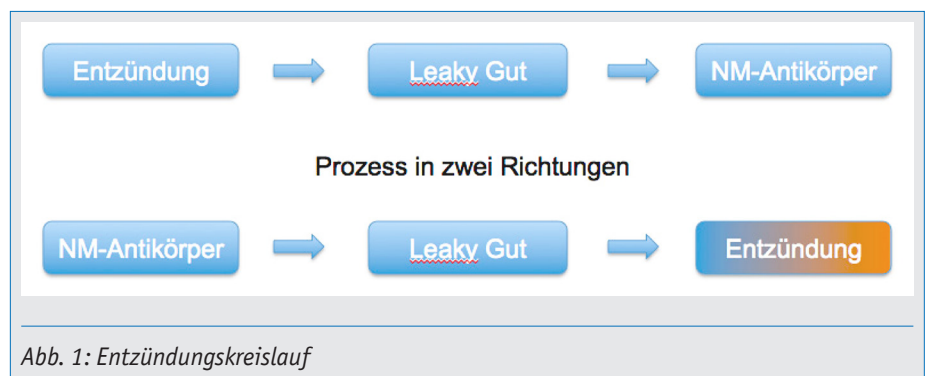 Entzündung Leaky Gut NM-Antikörper
Prozess in zwei Richtungen
NM-Antikörper Leaky Gut Entzündung
Abb. 1: Entzündungskreislauf